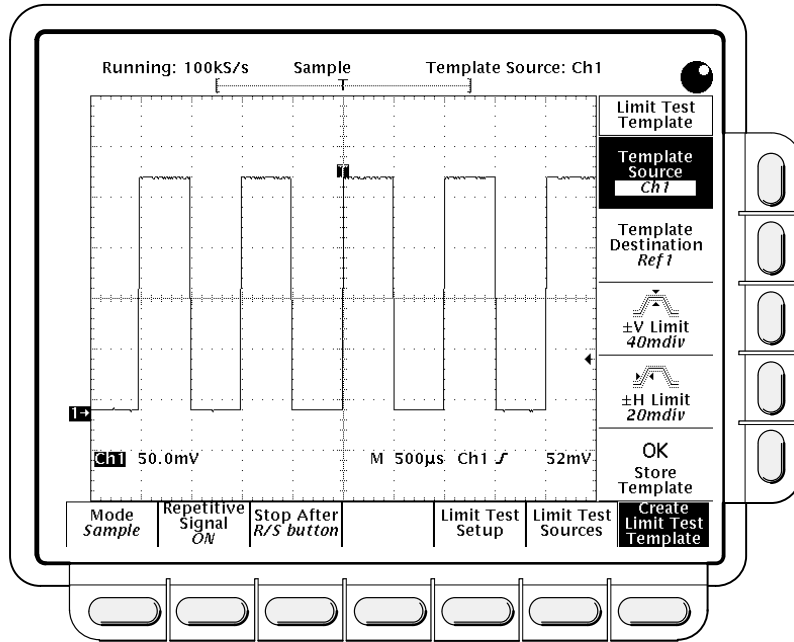 Running: 100kS/s Sample Template Source: Ch1
T
Limit Test
Template
Template
Source
Ch1
T
Template
Destination
Ref1
±V Limit
40mdiv
±H Limit
20mdiv
1→
Ch1 50.0mV M 500µs Ch1 52mV
OK
Store
Template
Mode
Sample
Repetitive
Signal
ON
Stop After
R/S button
Limit Test
Setup
Limit Test
Sources
Create
Limit Test
Template